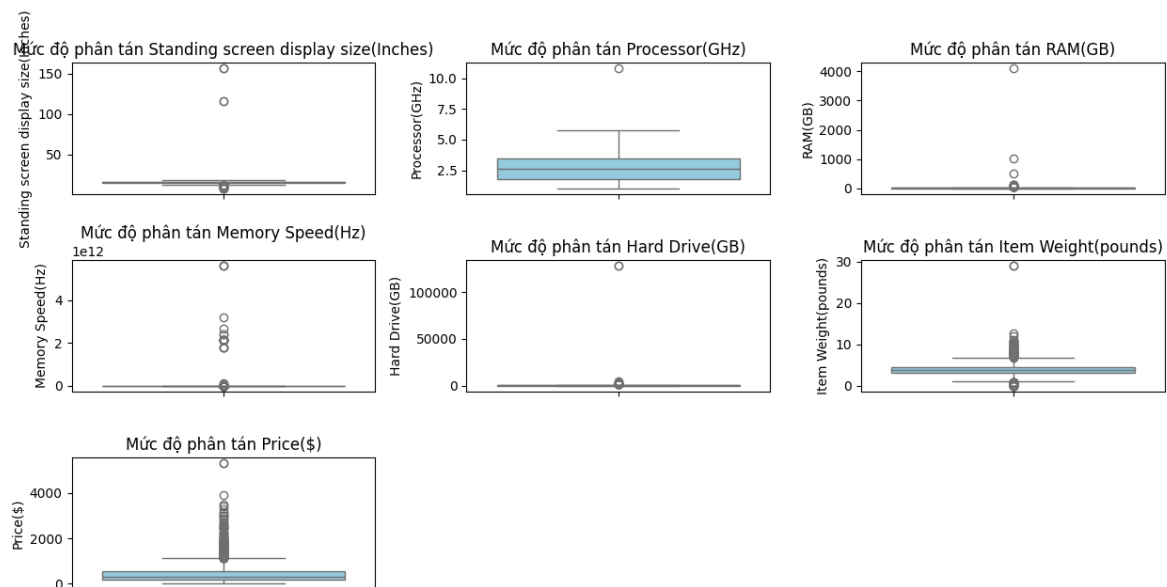 Mức độ phân tán Standing screen display size(Inches)
Standing screen display size(Inches)
150
100
50
Mức độ phân tán Processor(GHz)
Processor(GHz)
10.0
7.5
5.0
2.5
Mức độ phân tán RAM(GB)
RAM(GB)
4000
3000
2000
1000
0
Mức độ phân tán Memory Speed(Hz)
1e12
Memory Speed(Hz)
4
2
0
Mức độ phân tán Hard Drive(GB)
Hard Drive(GB)
100000
50000
0
Mức độ phân tán Item Weight(pounds)
Item Weight(pounds)
30
20
10
0
Mức độ phân tán Price($)
Price($)
4000
2000
0